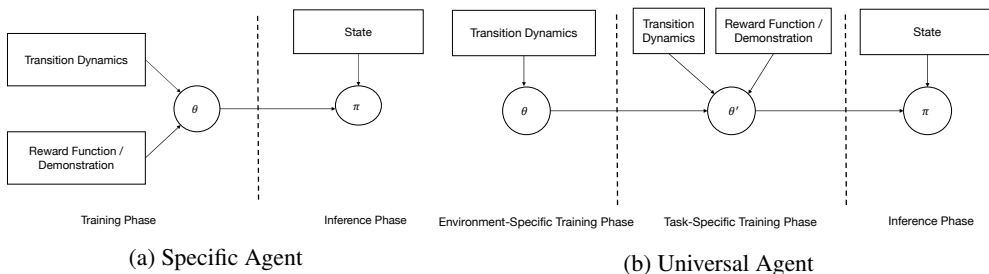 Transition Dynamics
Reward Function /
Demonstration
θ
State
π
Training Phase
Inference Phase
(a) Specific Agent
Transition Dynamics
θ
Transition
Dynamics
Reward Function /
Demonstration
θ'
State
π
Environment-Specific Training Phase
Task-Specific Training Phase
Inference Phase
(b) Universal Agent